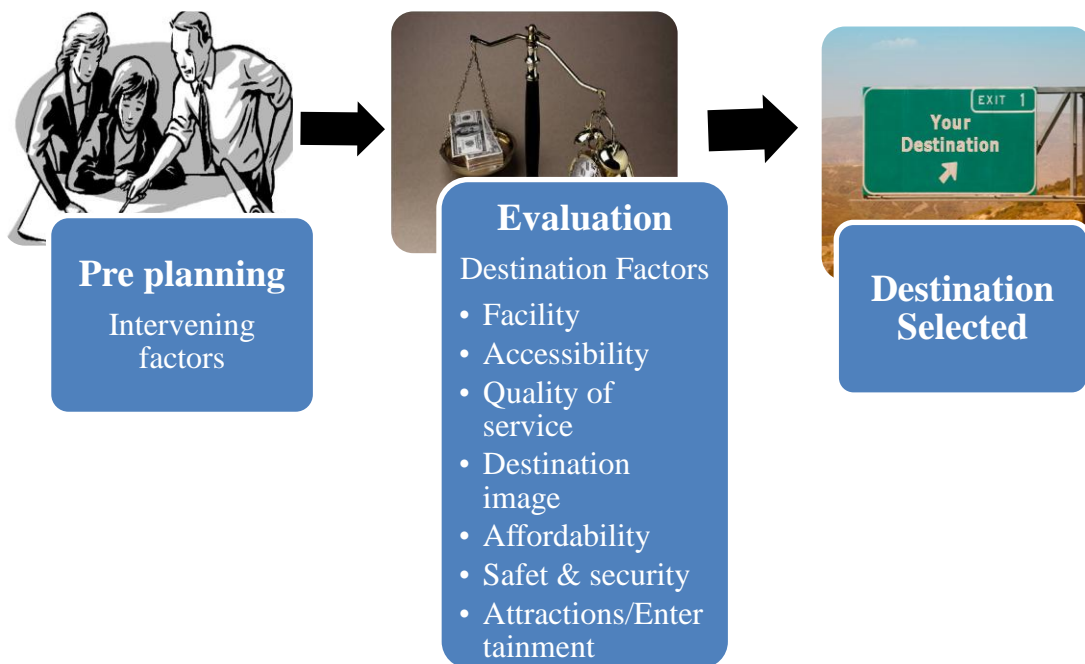 EXIT 1
Your
Destination
Pre planning
Intervening
factors
Evaluation
Destination Factors
• Facility
• Accessibility
• Quality of
service
• Destination
image
• Affordability
• Safet & security
• Attractions/Enter
tainment
Destination
Selected